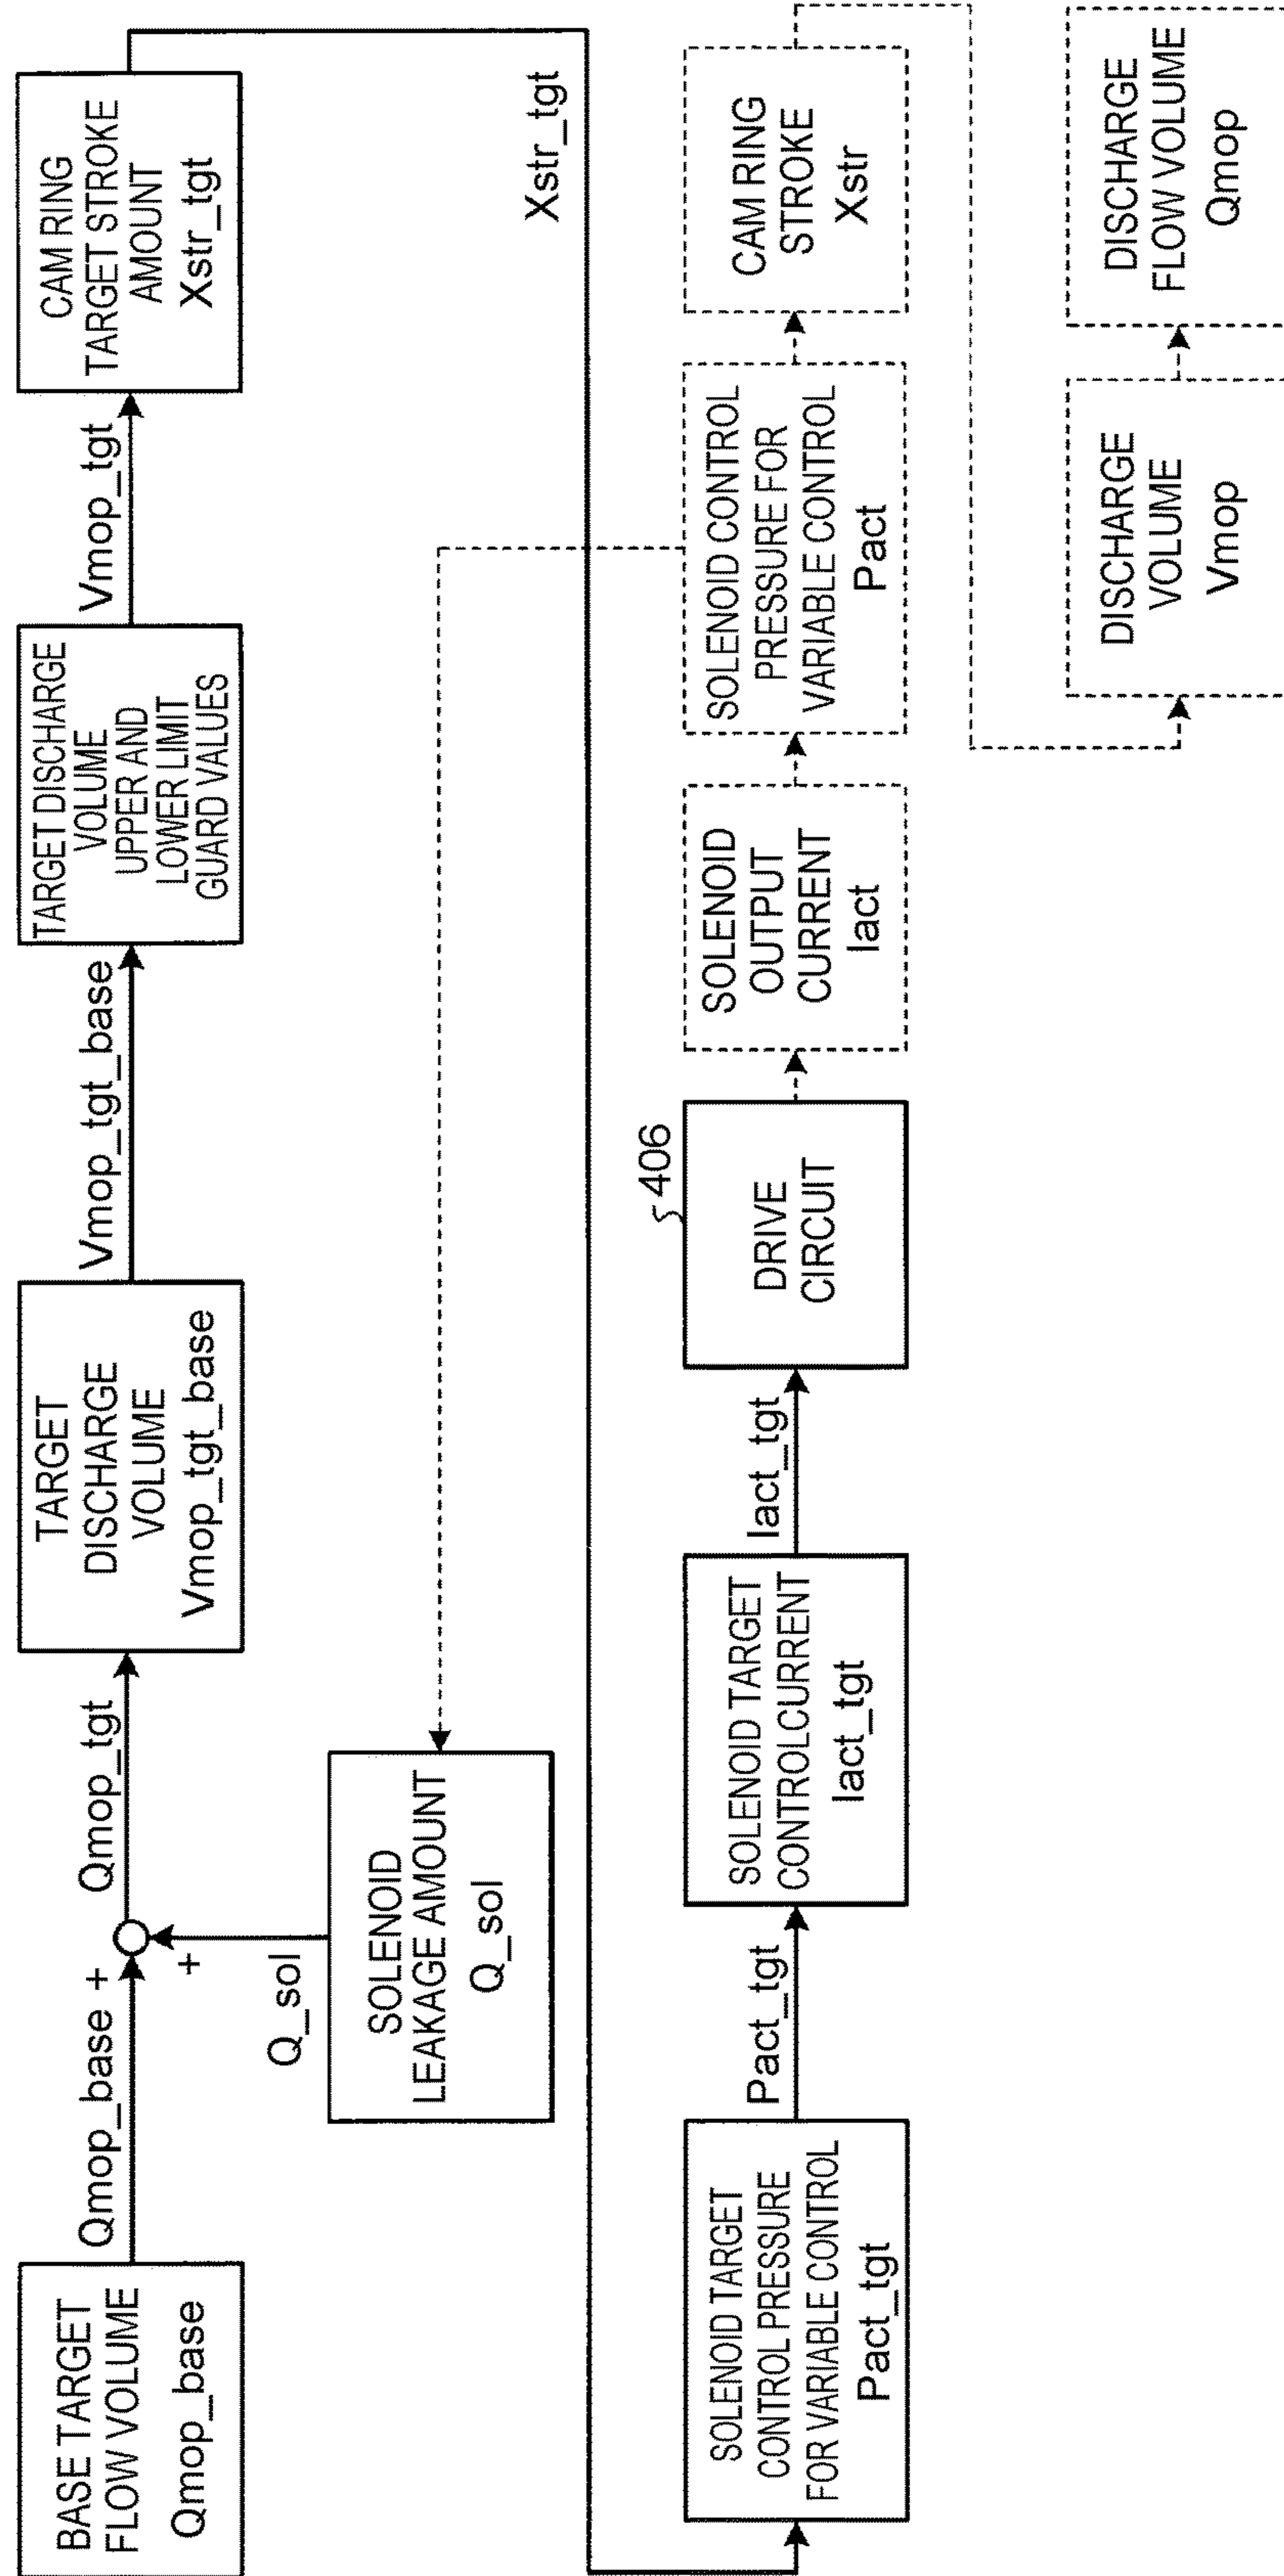 BASE TARGET
FLOW VOLUME
Qmop_base
Qmop_base +
+
Q_sol
SOLENOID
LEAKAGE AMOUNT
Q_sol
Qmop_tgt
TARGET
DISCHARGE
VOLUME
Vmop_tgt_base
Vmop_tgt_base
TARGET DISCHARGE
VOLUME
UPPER AND
LOWER LIMIT
GUARD VALUES
Vmop_tgt
CAM RING
TARGET STROKE
AMOUNT
Xstr_tgt
Xstr_tgt
SOLENOID TARGET
CONTROL PRESSURE
FOR VARIABLE CONTROL
Pact_tgt
Pact_tgt
SOLENOID TARGET
CONTROLCURRENT
Iact_tgt
Iact_tgt
406
DRIVE
CIRCUIT
SOLENOID
OUTPUT
CURRENT
Iact
SOLENOID CONTROL
PRESSURE FOR
VARIABLE CONTROL
Pact
CAM RING
STROKE
Xstr
DISCHARGE
VOLUME
Vmop
DISCHARGE
FLOW VOLUME
Qmop